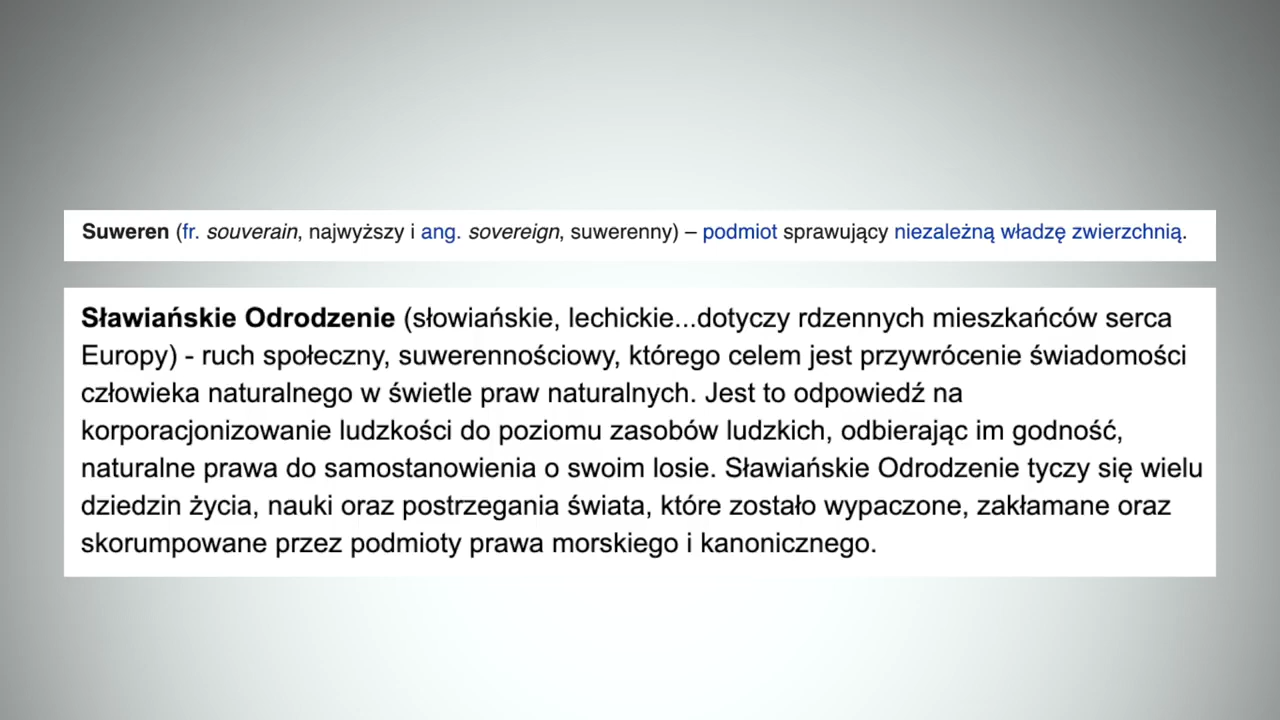 Suweren (fr. souverain, najwyższy i ang. sovereign, suwerenny) – podmiot sprawujący niezależną władzę zwierzchnią.
Sławiańskie Odrodzenie (słowiańskie, lechickie...dotyczy rdzennych mieszkańców serca
Europy) - ruch społeczny, suwerennościowy, którego celem jest przywrócenie świadomości
człowieka naturalnego w świetle praw naturalnych. Jest to odpowiedź na
korporacjonizowanie ludzkości do poziomu zasobów ludzkich, odbierając im godność,
naturalne prawa do samostanowienia o swoim losie. Sławiańskie Odrodzenie tyczy się wielu
dziedzin życia, nauki oraz postrzegania świata, które zostało wypaczone, zakłamane oraz
skorumpowane przez podmioty prawa morskiego i kanonicznego.